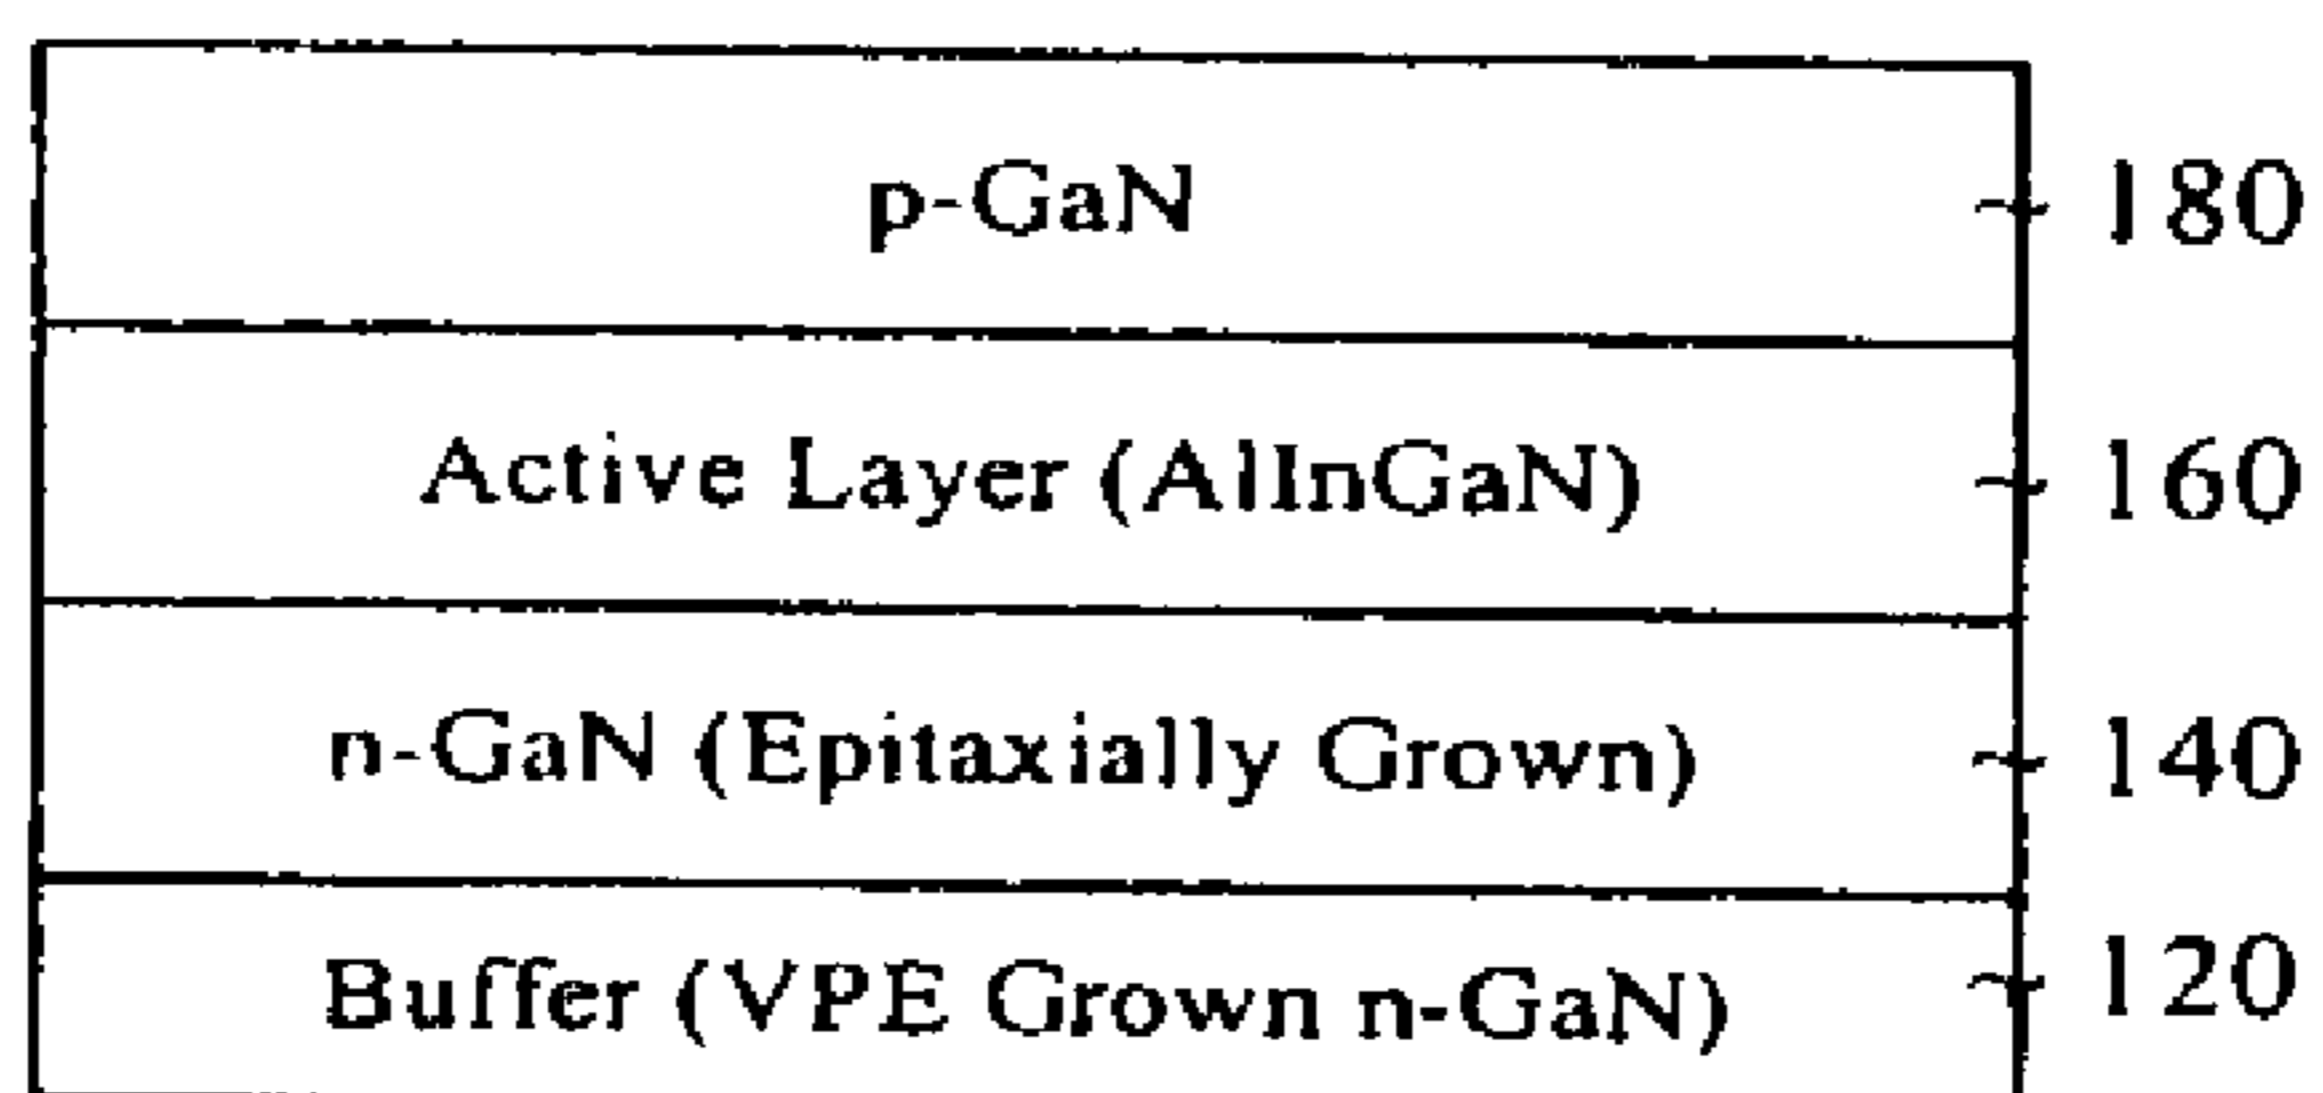 p-GaN ~ 180
Active Layer (AlInGaN) ~ 160
n-GaN (Epitaxially Grown) ~ 140
Buffer (VPE Grown n-GaN) ~ 120